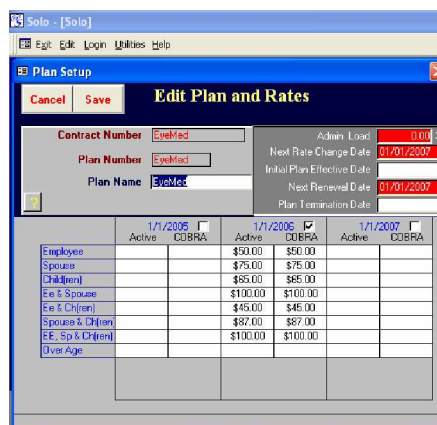 Solo - [Solo]
Exit Edit Login Utilities Help
Plan Setup
Cancel Save Edit Plan and Rates
Contract Number EyeMed
Plan Number EyeMed
Plan Name EyeMed
?
Admin Load 0.00
Next Rate Change Date 01/01/2007
Initial Plan Effective Date
Next Renewal Date 01/01/2007
Plan Termination Date
1/1/2005 1/1/2006 1/1/2007
Active COBRA Active COBRA Active COBRA
Employee $50.00 $50.00
Spouse $75.00 $75.00
Child(ren) $65.00 $65.00
Ee & Spouse $100.00 $100.00
Ee & Ch(ren) $45.00 $45.00
Spouse & Ch(ren) $87.00 $87.00
EE, Sp & Ch(ren) $100.00 $100.00
Over Age